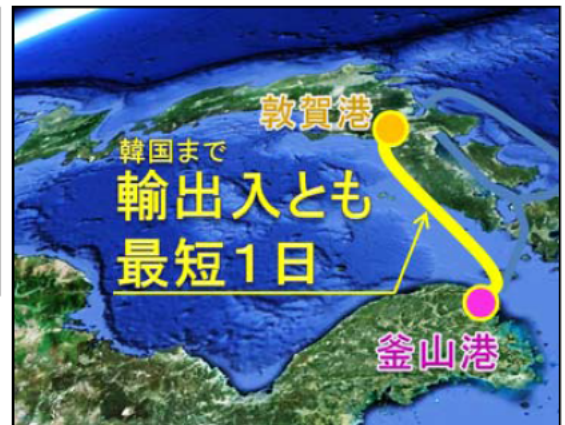 敦賀港
韓国まで
輸出入とも
最短1日
釜山港